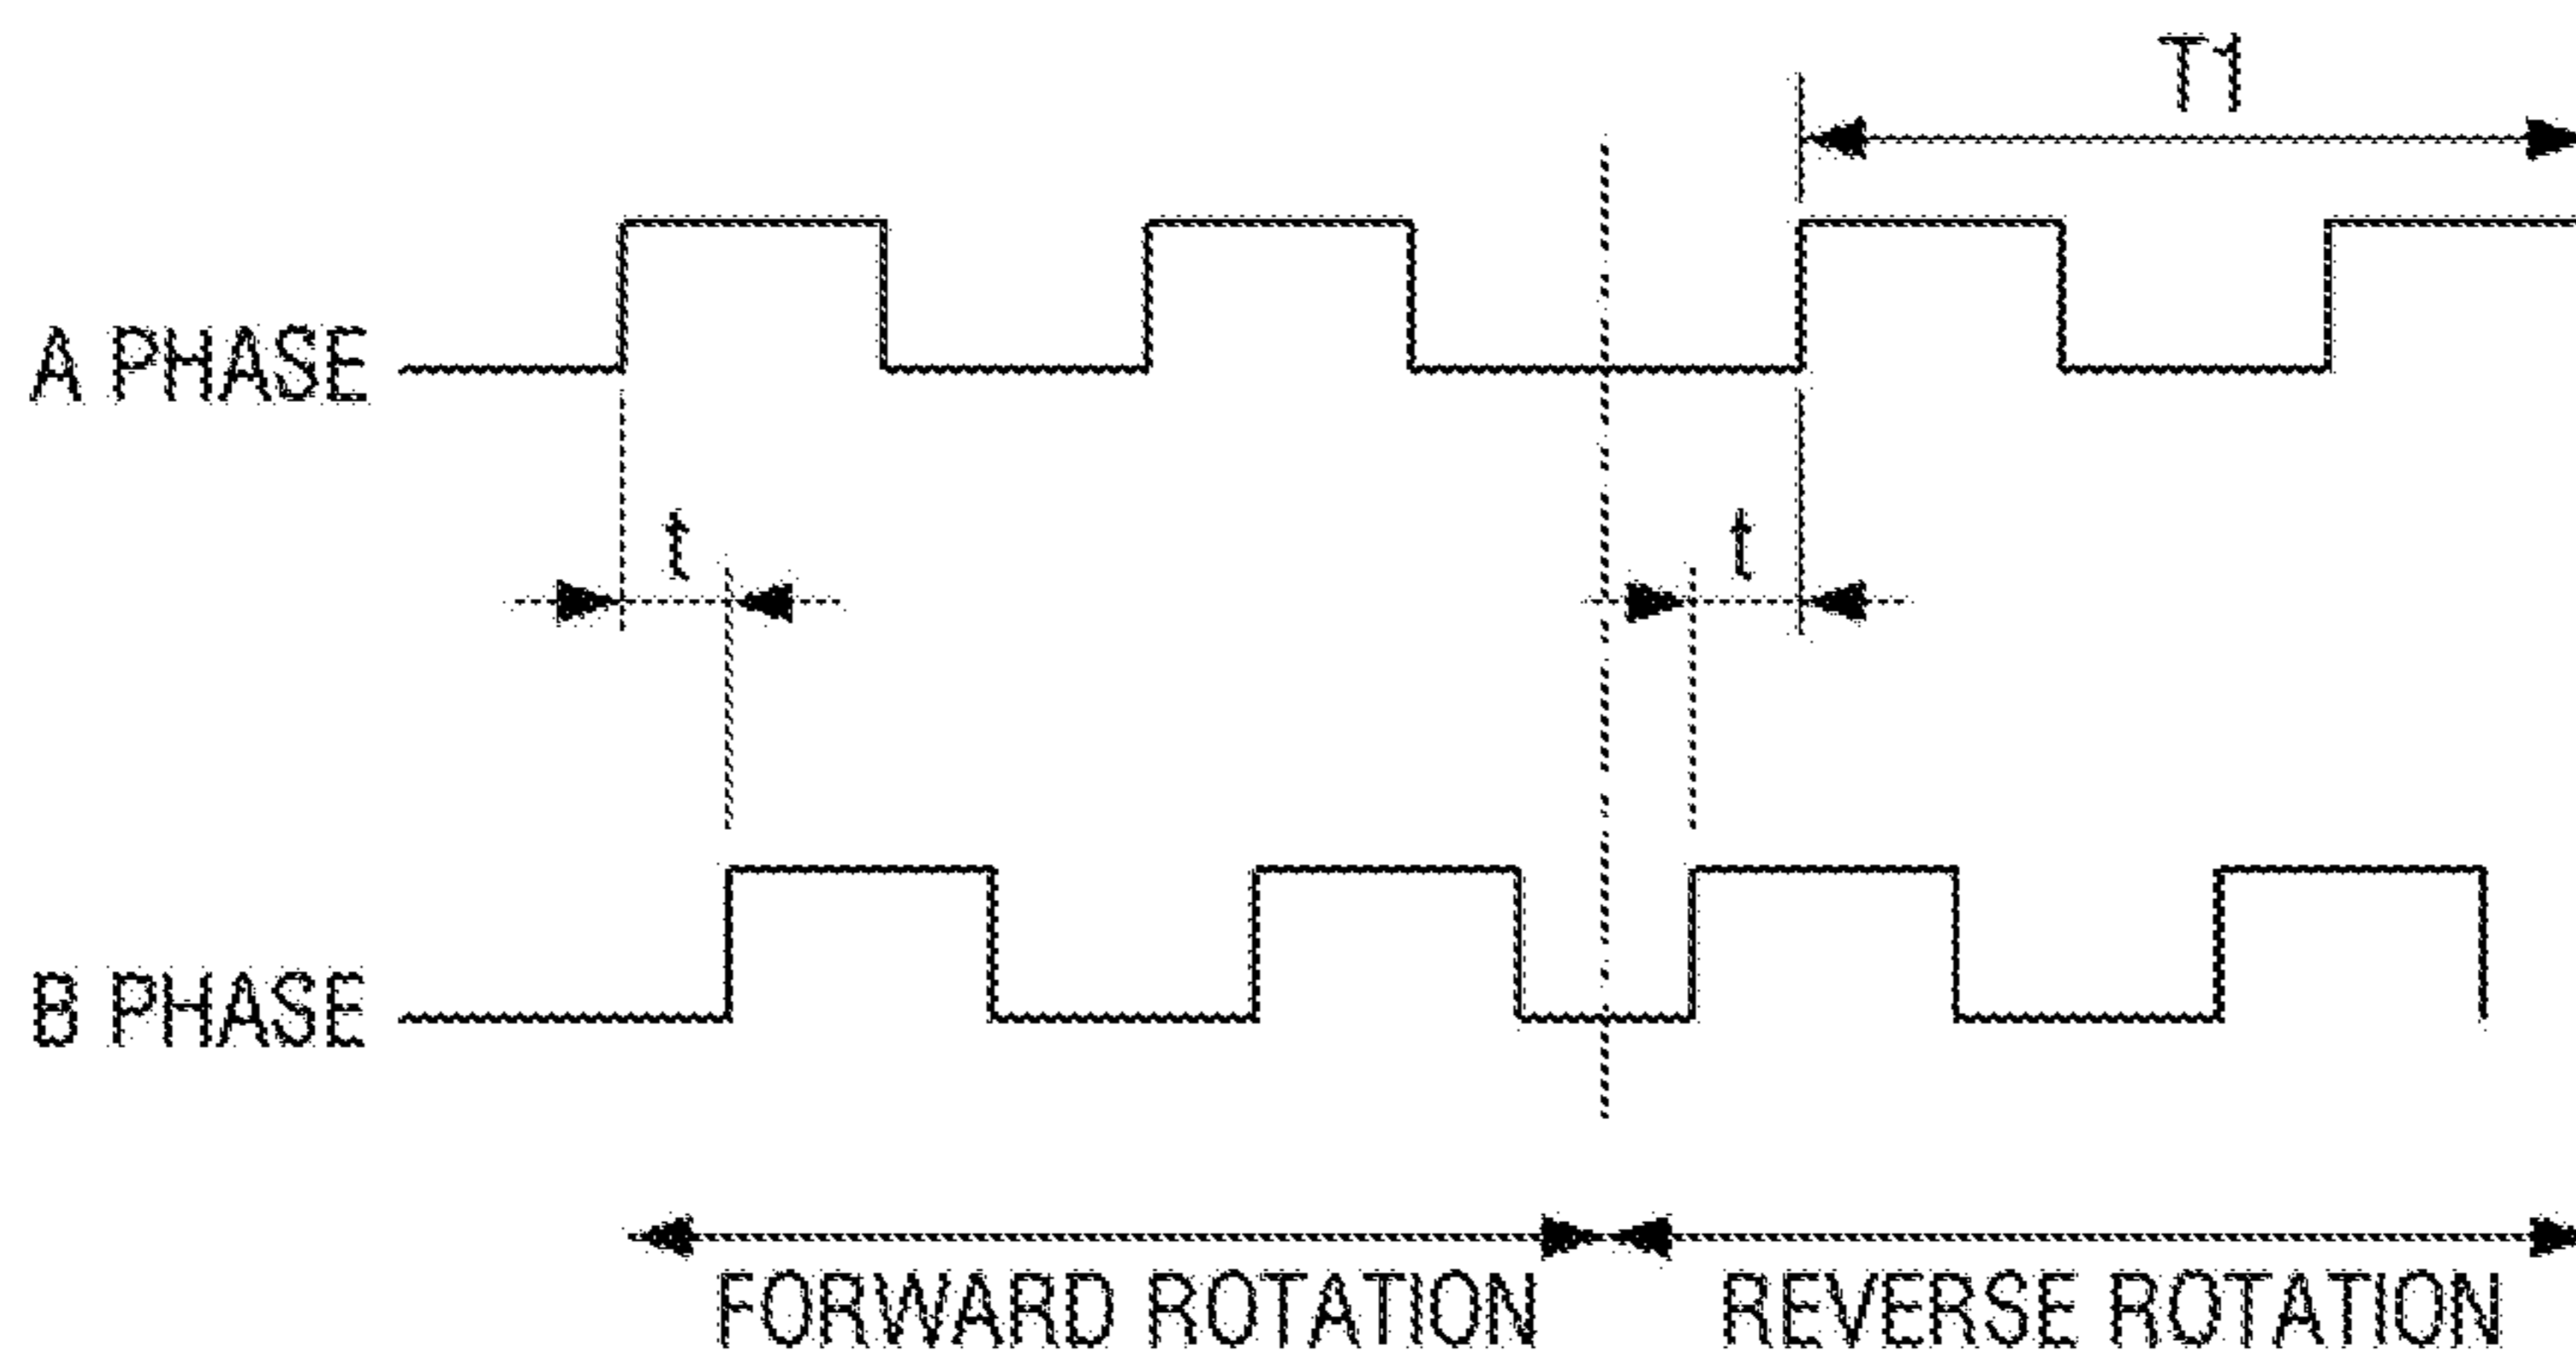 T1
A PHASE
t
t
B PHASE
FORWARD ROTATION
REVERSE ROTATION